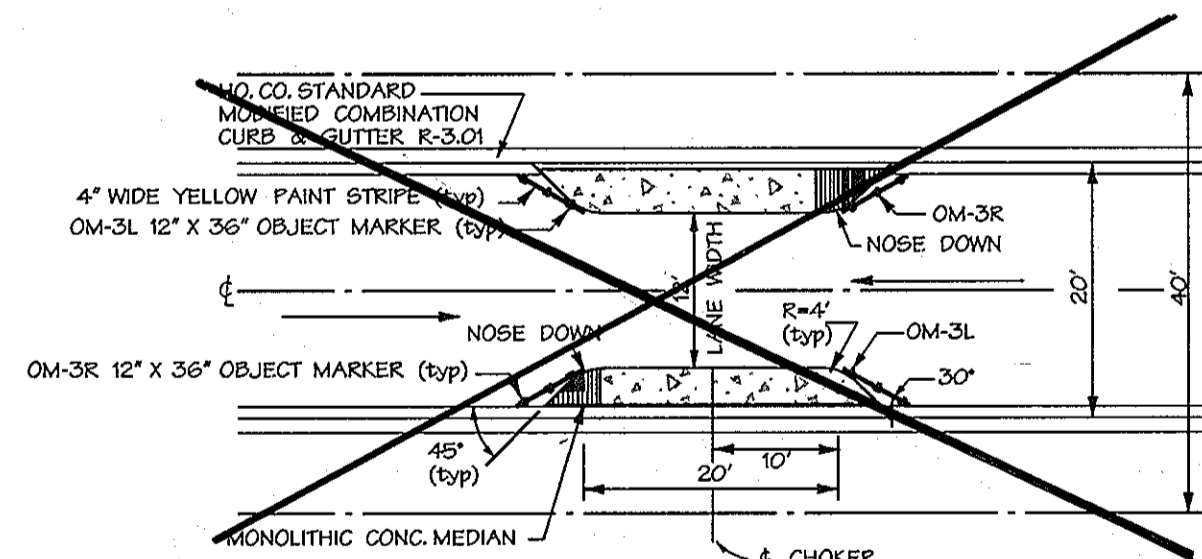 HO. CO. STANDARD
MODIFIED COMBINATION
CURB & GUTTER R-3.01
4" WIDE YELLOW PAINT STRIPE (typ)
OM-3L 12" X 36" OBJECT MARKER (typ)
OM-3R
NOSE DOWN
12'
LANE WIDTH
20'
40'
℄
NOSE DOWN
R=4'
(typ)
OM-3L
OM-3R 12" X 36" OBJECT MARKER (typ)
30°
45°
(typ)
10'
20'
MONOLITHIC CONC. MEDIAN
℄ CHOKER